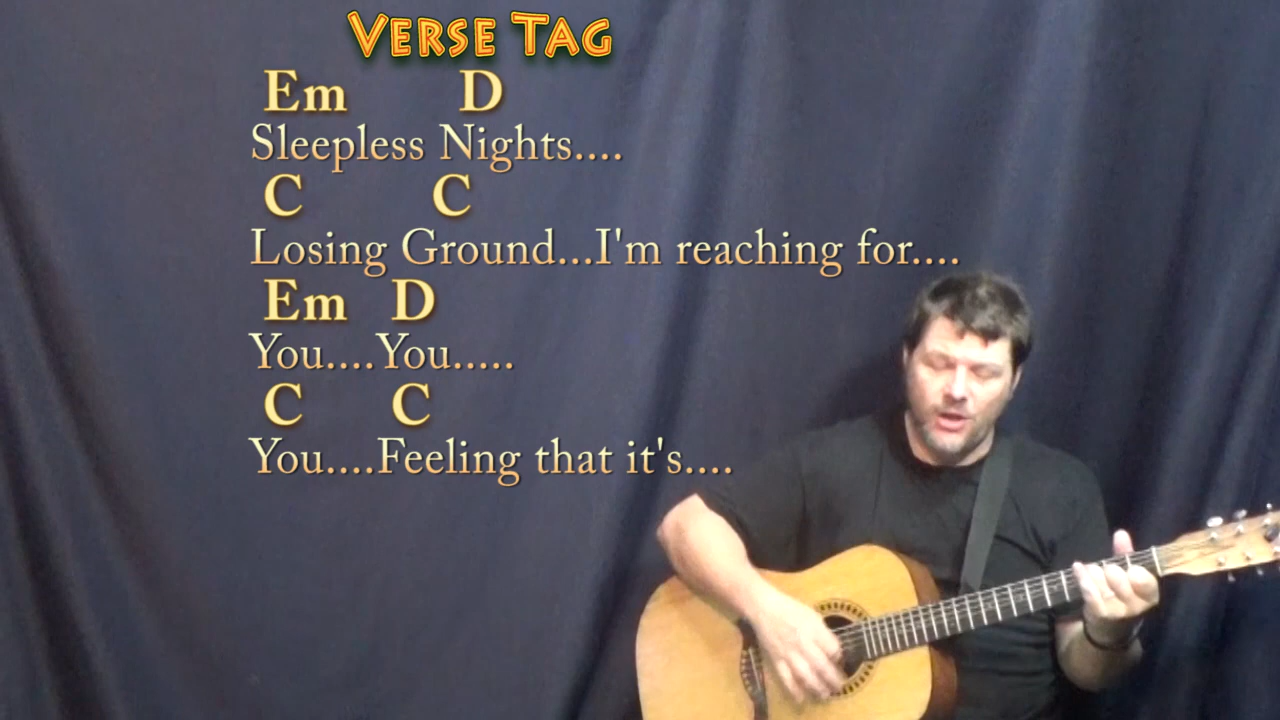 VERSE TAG
Em D
Sleepless Nights....
C C
Losing Ground...I'm reaching for....
Em D
You....You.....
C C
You....Feeling that it's....